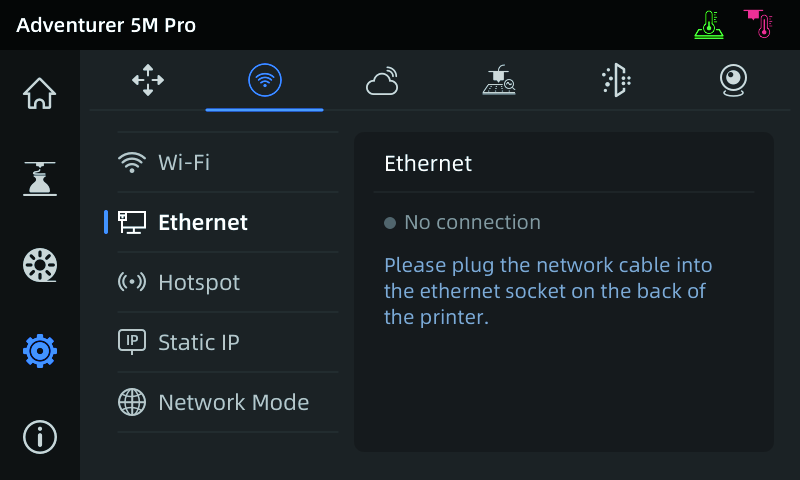 Adventurer 5M Pro
Wi-Fi
Ethernet
Hotspot
IP
Static IP
Network Mode
Ethernet
No connection
Please plug the network cable into
the ethernet socket on the back of
the printer.